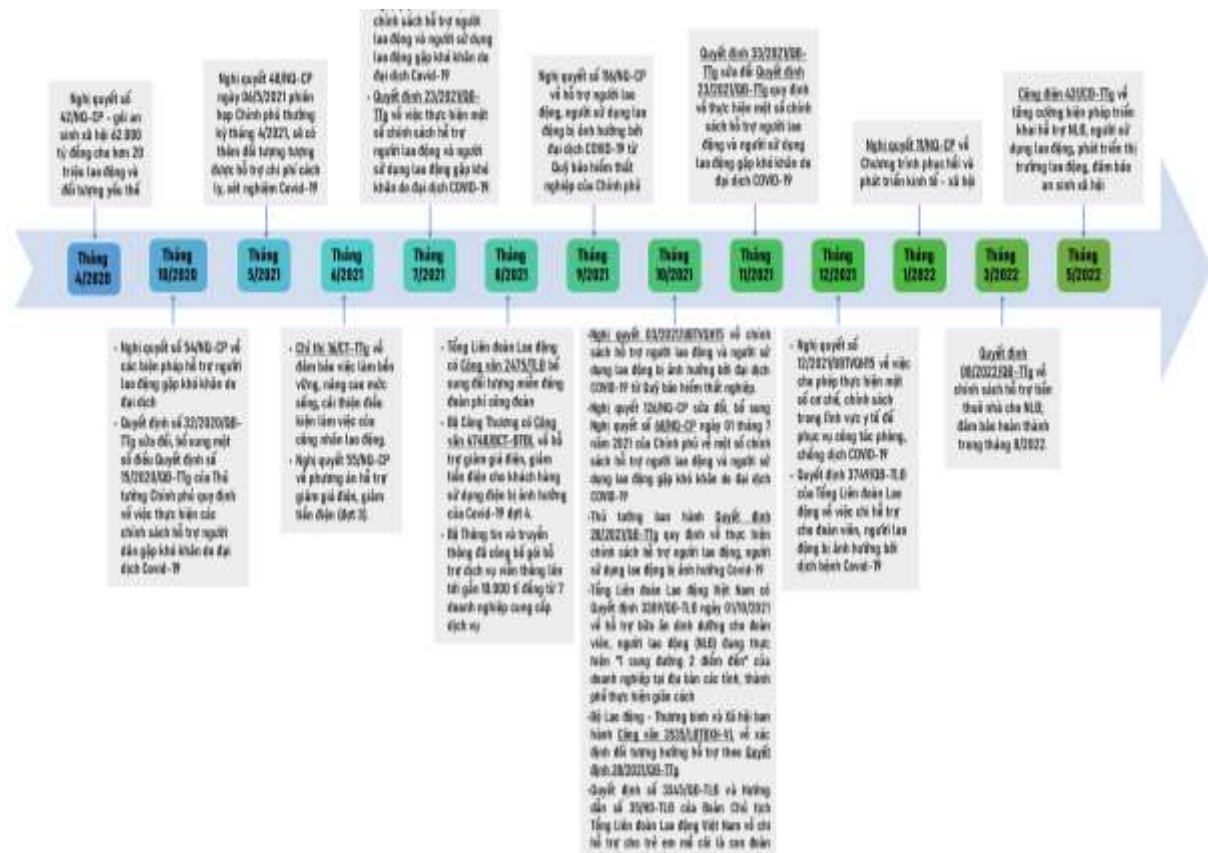 Nghị quyết số
42/NQ-CP - gói an
sinh xã hội 62.000
tỷ đồng cho hơn 20
triệu lao động và
đối tượng yếu thế
Nghị quyết 48/NQ-CP
ngày 06/5/2021 phiên
họp Chính phủ thường
kỳ tháng 4/2021, sẽ có
thêm đối tượng tượng
được hỗ trợ chi phí cách
ly, xét nghiệm Covid-19
chính sách hỗ trợ người
lao động và người sử dụng
lao động gặp khó khăn do
đại dịch Covid-19
• Quyết định 23/2021/QĐ-
TTg về việc thực hiện một
số chính sách hỗ trợ
người lao động và người sử
dụng lao động gặp khó khăn
do đại dịch COVID-19
Nghị quyết số 116/NQ-CP
về hỗ trợ người lao
động, người sử dụng lao
động bị ảnh hưởng bởi
đại dịch COVID-19 từ
Quỹ bảo hiểm thất
nghiệp của Chính phủ
Quyết định 33/2021/QĐ-
TTg sửa đổi Quyết định
23/2021/QĐ-TTg quy định
về thực hiện một số chính
sách hỗ trợ người lao
động và người sử dụng
lao động gặp khó khăn do
đại dịch COVID-19
Nghị quyết 11/NQ-CP về
Chương trình phục hồi và
phát triển kinh tế - xã hội
Công điện 431/CĐ-TTg về
tăng cường biện pháp triển
khai hỗ trợ NLĐ, người sử
dụng lao động, phát triển thị
trường lao động, đảm bảo
an sinh xã hội
Tháng
4/2020
Tháng
10/2020
Tháng
5/2021
Tháng
6/2021
Tháng
7/2021
Tháng
8/2021
Tháng
9/2021
Tháng
10/2021
Tháng
11/2021
Tháng
12/2021
Tháng
1/2022
Tháng
3/2022
Tháng
5/2022
• Nghị quyết số 154/NQ-CP về
các biện pháp hỗ trợ người
lao động gặp khó khăn do
đại dịch
• Quyết định số 32/2020/QĐ-
TTg sửa đổi, bổ sung một
số điều Quyết định số
15/2020/QĐ-TTg của Thủ
tướng Chính phủ quy định
về việc thực hiện các
chính sách hỗ trợ người
dân gặp khó khăn do đại
dịch Covid-19
• Chỉ thị 16/CT-TTg về
đảm bảo việc làm bền
vững, nâng cao mức
sống, cải thiện điều
kiện làm việc của
công nhân lao động.
• Nghị quyết 55/NQ-CP
về phương án hỗ trợ
giảm giá điện, giảm
tiền điện (đợt 3).
• Tổng Liên đoàn Lao động
có Công văn 2475/TLĐ bổ
sung đối tượng miễn đóng
đoàn phí công đoàn
• Bộ Công Thương có Công
văn 4748/BCT-ĐTĐL về hỗ
trợ giảm giá điện, giảm
tiền điện cho khách hàng
sử dụng điện bị ảnh hưởng
của Covid-19 đợt 4.
• Bộ Thông tin và truyền
thông đã công bố gói hỗ
trợ dịch vụ viễn thông lên
tới gần 10.000 tỉ đồng từ 7
doanh nghiệp cung cấp
dịch vụ
•Nghị quyết 03/2021/UBTVQH15 về chính
sách hỗ trợ người lao động và người sử
dụng lao động bị ảnh hưởng bởi đại dịch
COVID-19 từ Quỹ bảo hiểm thất nghiệp.
•Nghị quyết 126/NQ-CP sửa đổi, bổ sung
Nghị quyết số 68/NQ-CP ngày 01 tháng 7
năm 2021 của Chính phủ về một số chính
sách hỗ trợ người lao động và người sử
dụng lao động gặp khó khăn do đại dịch
COVID-19
•Thủ tướng ban hành Quyết định
28/2021/QĐ-TTg quy định về thực hiện
chính sách hỗ trợ người lao động, người
sử dụng lao động bị ảnh hưởng Covid-19
•Tổng Liên đoàn Lao động Việt Nam có
Quyết định 3309/QĐ-TLĐ ngày 01/10/2021
về hỗ trợ bữa ăn dinh dưỡng cho đoàn
viên, người lao động (NLĐ) đang thực
hiện "1 cung đường 2 điểm đến" của
doanh nghiệp tại địa bàn các tỉnh, thành
phố thực hiện giãn cách
•Bộ Lao động - Thương binh và Xã hội ban
hành Công văn 3535/LĐTBXH-VL về xác
định đối tượng hưởng hỗ trợ theo Quyết
định 28/2021/QĐ-TTg
•Quyết định số 3343/QĐ-TLĐ và Hướng
dẫn số 35/HD-TLĐ của Đoàn Chủ tịch
Tổng Liên đoàn Lao động Việt Nam về chi
hỗ trợ cho trẻ em mồ côi là con đoàn
• Nghị quyết số
12/2021/UBTVQH15 về việc cho
phép thực hiện một
số cơ chế, chính sách
trong lĩnh vực y tế để
phục vụ công tác phòng,
chống dịch COVID-19
• Quyết định 3749/QĐ-TLĐ
của Tổng Liên đoàn Lao
động về việc chi hỗ trợ
cho đoàn viên, người lao
động bị ảnh hưởng bởi
dịch bệnh Covid-19
Quyết định
08/2022/QĐ-TTg về
chính sách hỗ trợ tiền
thuê nhà cho NLĐ,
đảm bảo hoàn thành
trong tháng 8/2022